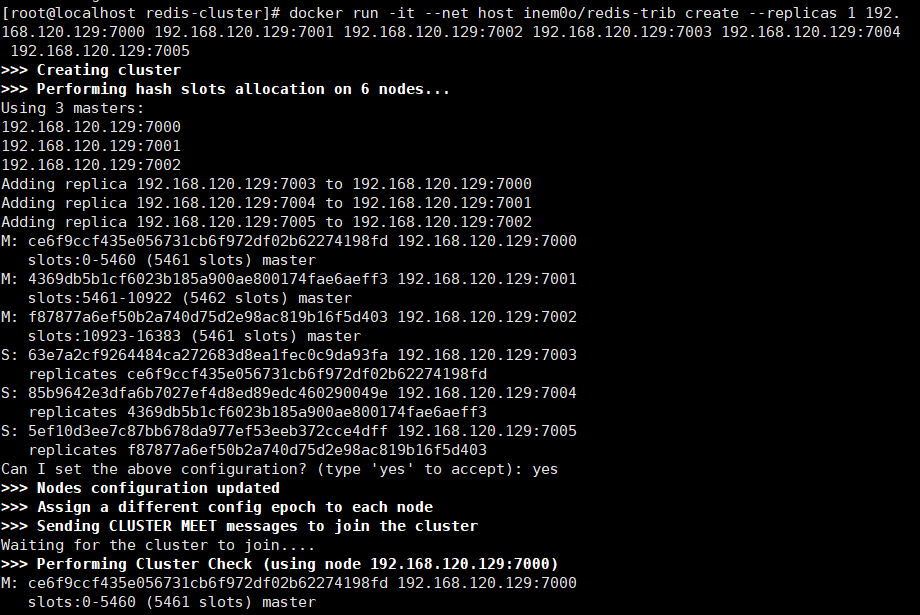 [root@localhost redis-cluster]# docker run -it --net host inem0o/redis-trib create --replicas 1 192.
168.120.129:7000 192.168.120.129:7001 192.168.120.129:7002 192.168.120.129:7003 192.168.120.129:7004
 192.168.120.129:7005
>>> Creating cluster
>>> Performing hash slots allocation on 6 nodes...
Using 3 masters:
192.168.120.129:7000
192.168.120.129:7001
192.168.120.129:7002
Adding replica 192.168.120.129:7003 to 192.168.120.129:7000
Adding replica 192.168.120.129:7004 to 192.168.120.129:7001
Adding replica 192.168.120.129:7005 to 192.168.120.129:7002
M: ce6f9ccf435e056731cb6f972df02b62274198fd 192.168.120.129:7000
   slots:0-5460 (5461 slots) master
M: 4369db5b1cf6023b185a900ae800174fae6aeff3 192.168.120.129:7001
   slots:5461-10922 (5462 slots) master
M: f87877a6ef50b2a740d75d2e98ac819b16f5d403 192.168.120.129:7002
   slots:10923-16383 (5461 slots) master
S: 63e7a2cf9264484ca272683d8ea1fec0c9da93fa 192.168.120.129:7003
   replicates ce6f9ccf435e056731cb6f972df02b62274198fd
S: 85b9642e3dfa6b7027ef4d8ed89edc460290049e 192.168.120.129:7004
   replicates 4369db5b1cf6023b185a900ae800174fae6aeff3
S: 5ef10d3ee7c87bb678da977ef53eeb372cce4dff 192.168.120.129:7005
   replicates f87877a6ef50b2a740d75d2e98ac819b16f5d403
Can I set the above configuration? (type 'yes' to accept): yes
>>> Nodes configuration updated
>>> Assign a different config epoch to each node
>>> Sending CLUSTER MEET messages to join the cluster
Waiting for the cluster to join....
>>> Performing Cluster Check (using node 192.168.120.129:7000)
M: ce6f9ccf435e056731cb6f972df02b62274198fd 192.168.120.129:7000
   slots:0-5460 (5461 slots) master